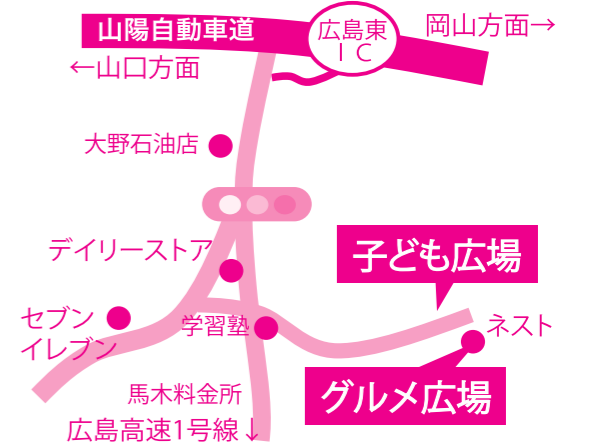 山陽自動車道
広島東
ＩＣ
岡山方面→
←山口方面
大野石油店
デイリーストア
子ども広場
セブン
イレブン
学習塾
ネスト
グルメ広場
馬木料金所
広島高速1号線↓